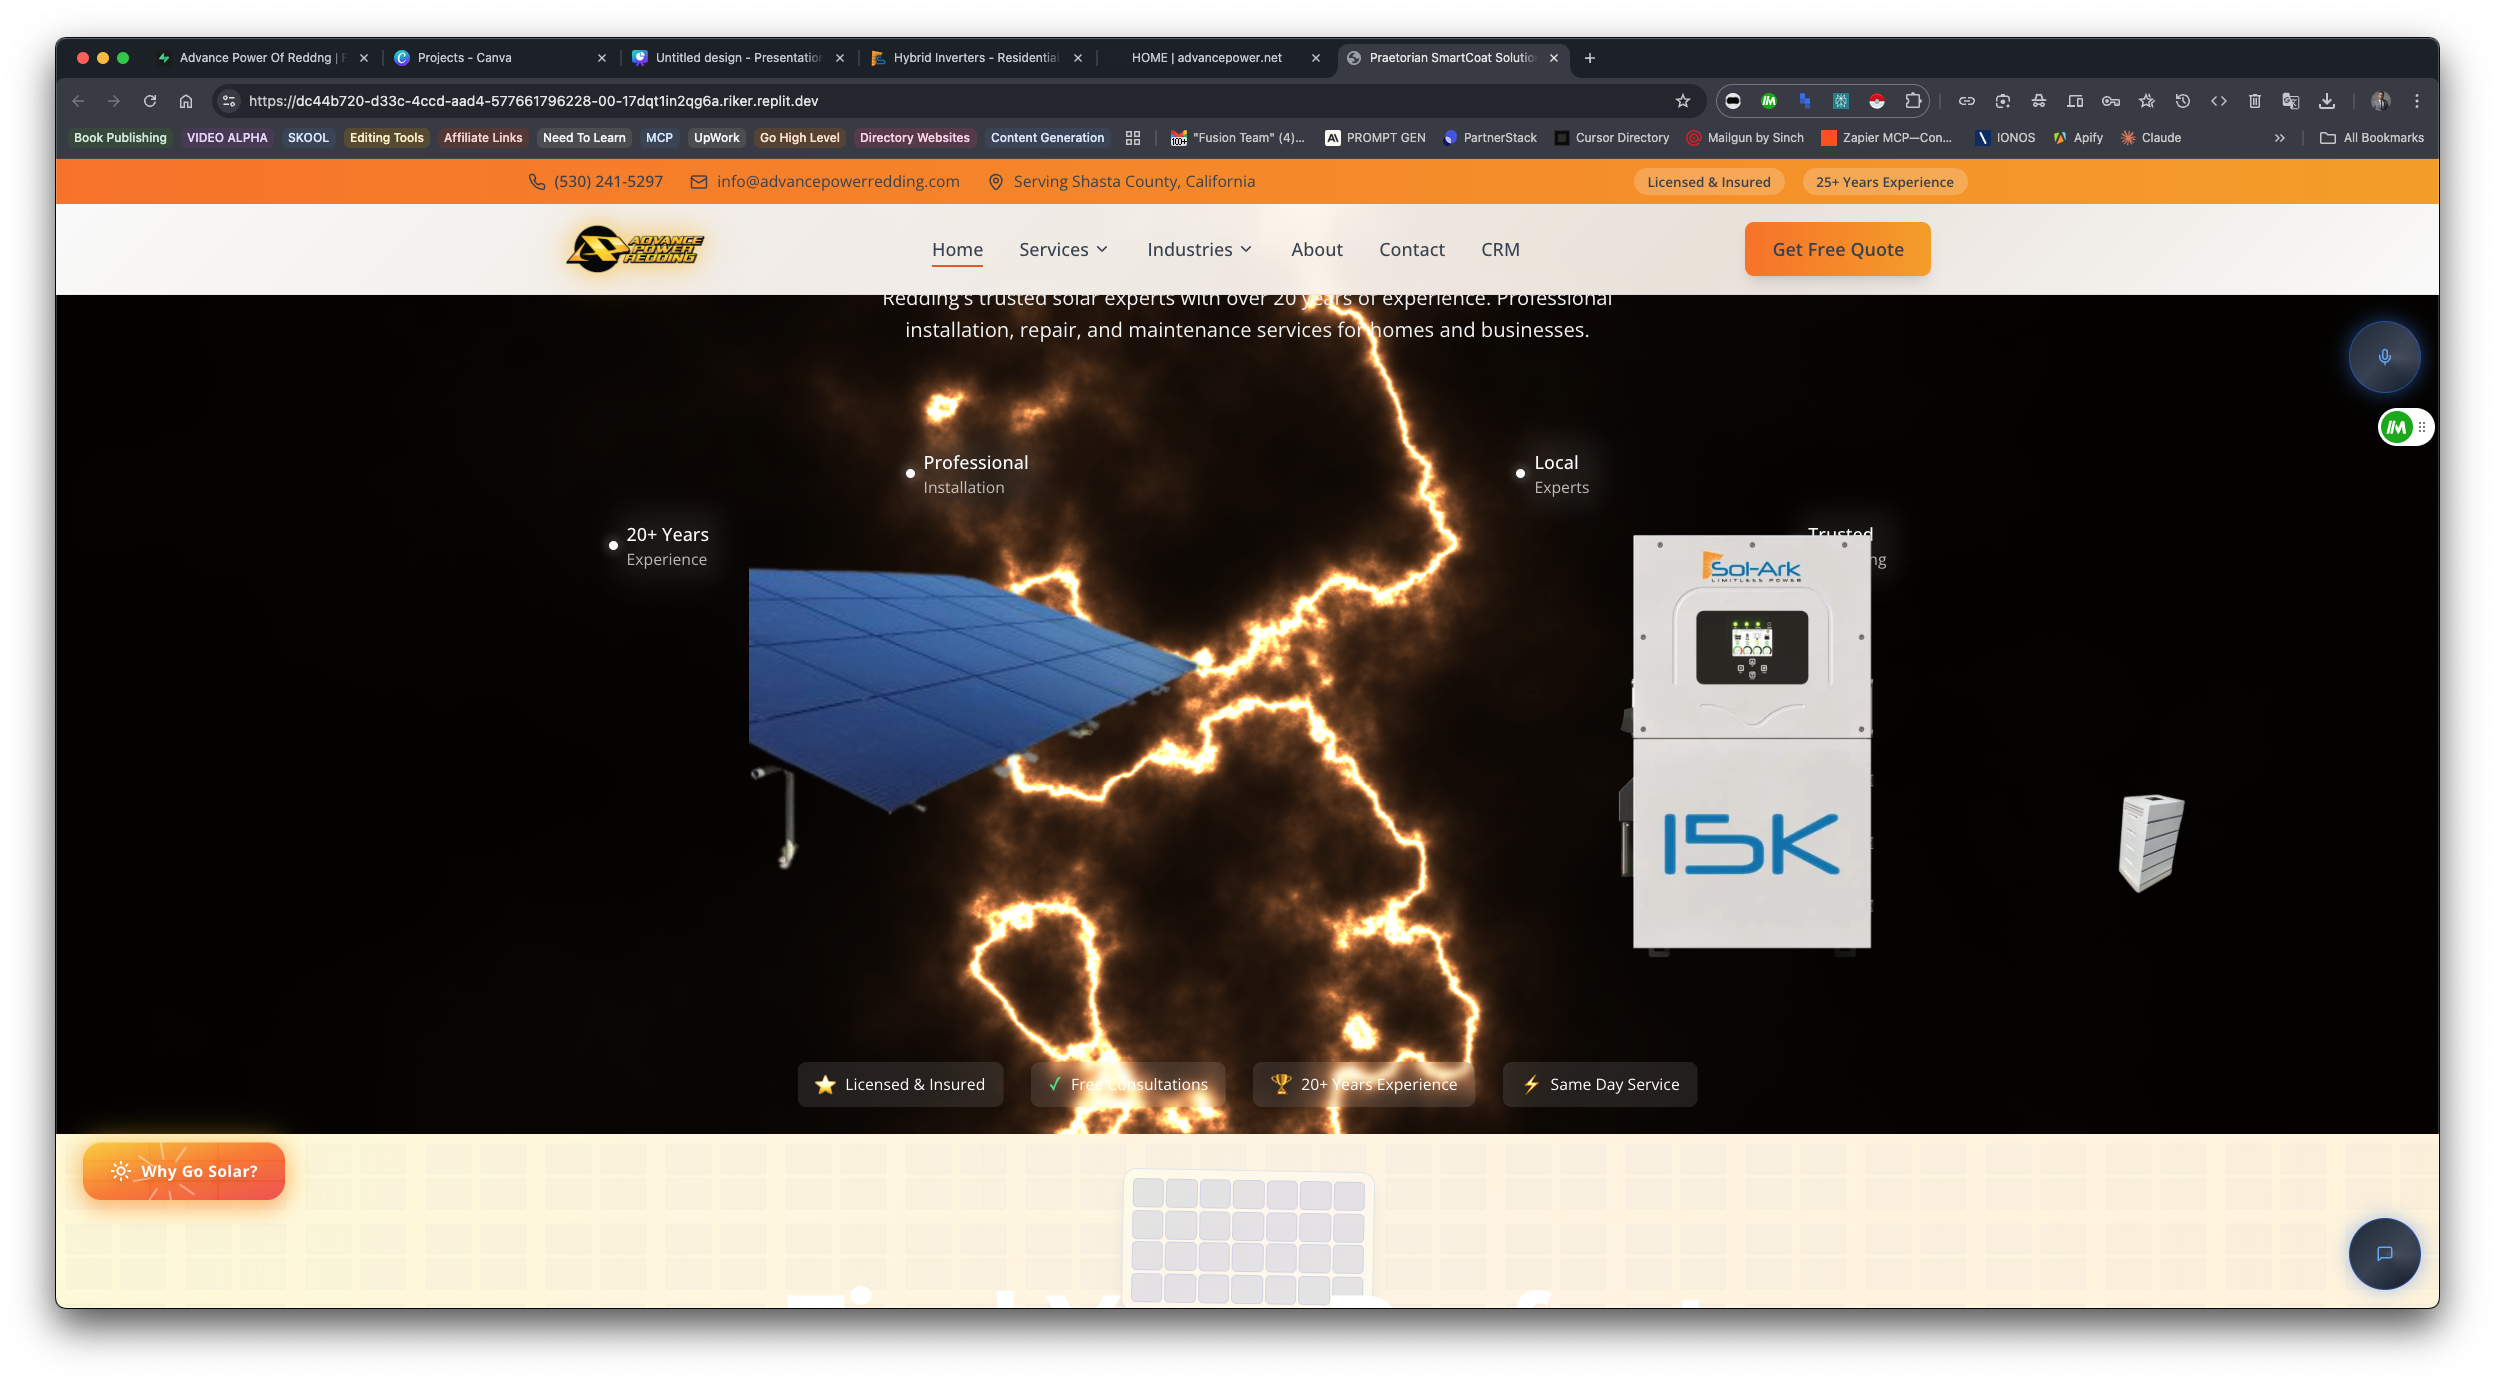 Advance Power Of Reddng | F
Projects - Canva
Untitled design - Presentation
Hybrid Inverters - Residential
HOME | advancepower.net
Praetorian SmartCoat Solutio
https://dc44b720-d33c-4ccd-aad4-577661796228-00-17dqt1in2qg6a.riker.replit.dev
Book Publishing
VIDEO ALPHA
SKOOL
Editing Tools
Affiliate Links
Need To Learn
MCP
UpWork
Go High Level
Directory Websites
Content Generation
100+
"Fusion Team" (4)...
PROMPT GEN
PartnerStack
Cursor Directory
Mailgun by Sinch
Zapier MCP—Con...
IONOS
Apify
Claude
All Bookmarks
(530) 241-5297
info@advancepowerredding.com
Serving Shasta County, California
Licensed & Insured
25+ Years Experience
ADVANCE
POWER
REDDING
Home
Services
Industries
About
Contact
CRM
Get Free Quote
Redding's trusted solar experts with over 20 years of experience. Professional
installation, repair, and maintenance services for homes and businesses.
Professional
Installation
Local
Experts
20+ Years
Experience
Trusted
ng
Sol-Ark
LIMITLESS POWER
15K
Licensed & Insured
Free Consultations
20+ Years Experience
Same Day Service
Why Go Solar?